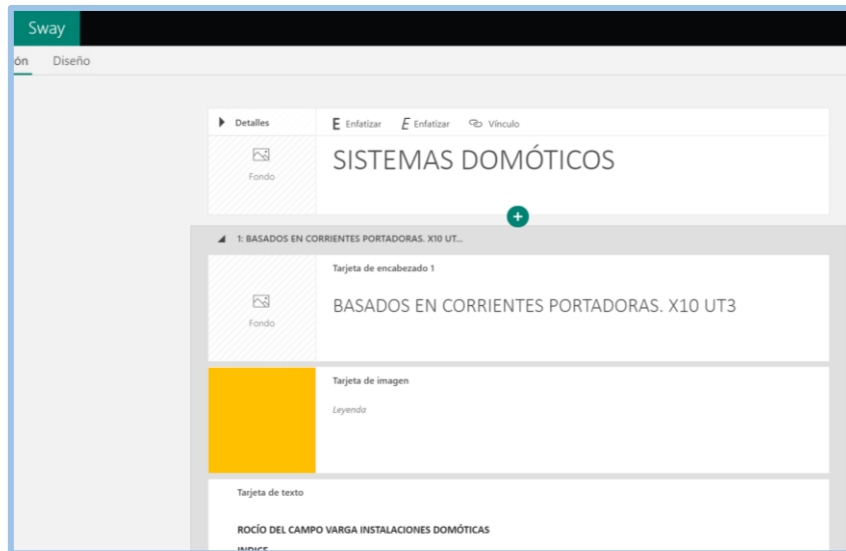 Sway
ón Diseño
Detalles E Enfatizar E Enfatizar Vínculo
Fondo
SISTEMAS DOMÓTICOS
1: BASADOS EN CORRIENTES PORTADORAS. X10 UT...
Tarjeta de encabezado 1
Fondo
BASADOS EN CORRIENTES PORTADORAS. X10 UT3
Tarjeta de imagen
Leyenda
Tarjeta de texto
ROCÍO DEL CAMPO VARGA INSTALACIONES DOMÓTICAS
INDICE